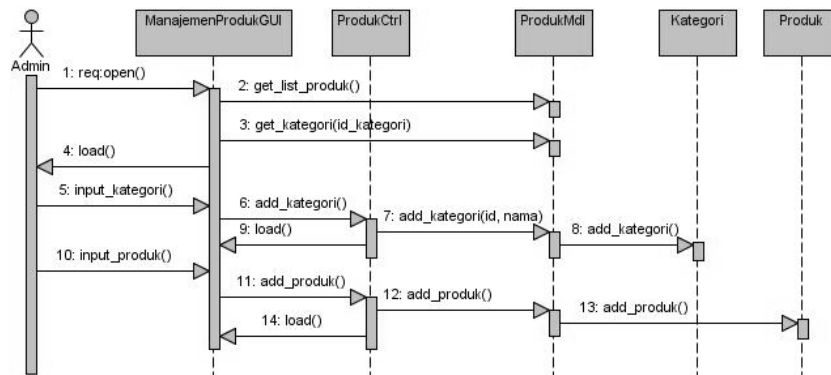 ManajemenProdukGUI
ProdukCtrl
ProdukMdl
Kategori
Produk
Admin
1: req:open()
2: get_list_produk()
3: get_kategori(id_kategori)
4: load()
5: input_kategori()
6: add_kategori()
7: add_kategori(id, nama)
8: add_kategori()
9: load()
10: input_produk()
11: add_produk()
12: add_produk()
13: add_produk()
14: load()